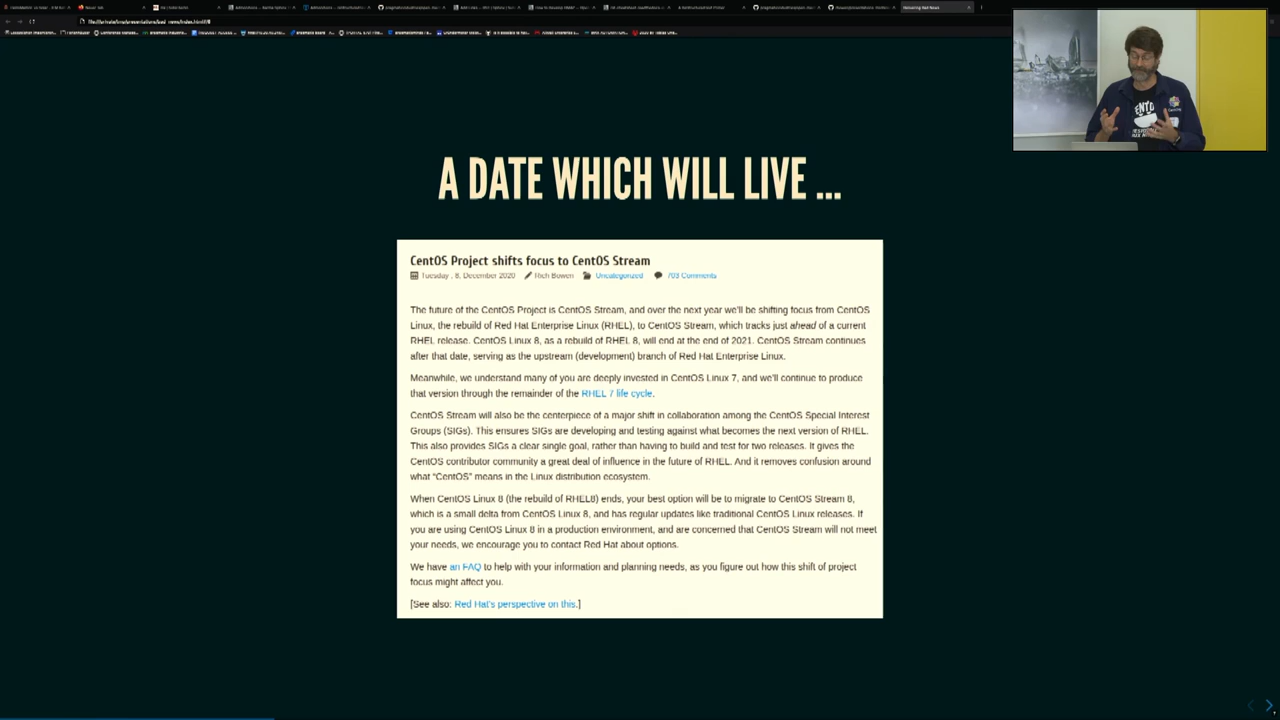 A DATE WHICH WILL LIVE ...
CentOS Project shifts focus to CentOS Stream
Tuesday , 8. December 2020 Rich Bowen Uncategorized 703 Comments
The future of the CentOS Project is CentOS Stream, and over the next year we'll be shifting focus from CentOS
Linux, the rebuild of Red Hat Enterprise Linux (RHEL), to CentOS Stream, which tracks just ahead of a current
RHEL release. CentOS Linux 8, as a rebuild of RHEL 8, will end at the end of 2021. CentOS Stream continues
after that date, serving as the upstream (development) branch of Red Hat Enterprise Linux.
Meanwhile, we understand many of you are deeply invested in CentOS Linux 7, and we'll continue to produce
that version through the remainder of the RHEL 7 life cycle.
CentOS Stream will also be the centerpiece of a major shift in collaboration among the CentOS Special Interest
Groups (SIGs). This ensures SIGs are developing and testing against what becomes the next version of RHEL.
This also provides SIGs a clear single goal, rather than having to build and test for two releases. It gives the
CentOS contributor community a great deal of influence in the future of RHEL. And it removes confusion around
what “CentOS” means in the Linux distribution ecosystem.
When CentOS Linux 8 (the rebuild of RHEL8) ends, your best option will be to migrate to CentOS Stream 8,
which is a small delta from CentOS Linux 8, and has regular updates like traditional CentOS Linux releases. If
you are using CentOS Linux 8 in a production environment, and are concerned that CentOS Stream will not meet
your needs, we encourage you to contact Red Hat about options.
We have an FAQ to help with your information and planning needs, as you figure out how this shift of project
focus might affect you.
[See also: Red Hat's perspective on this.]